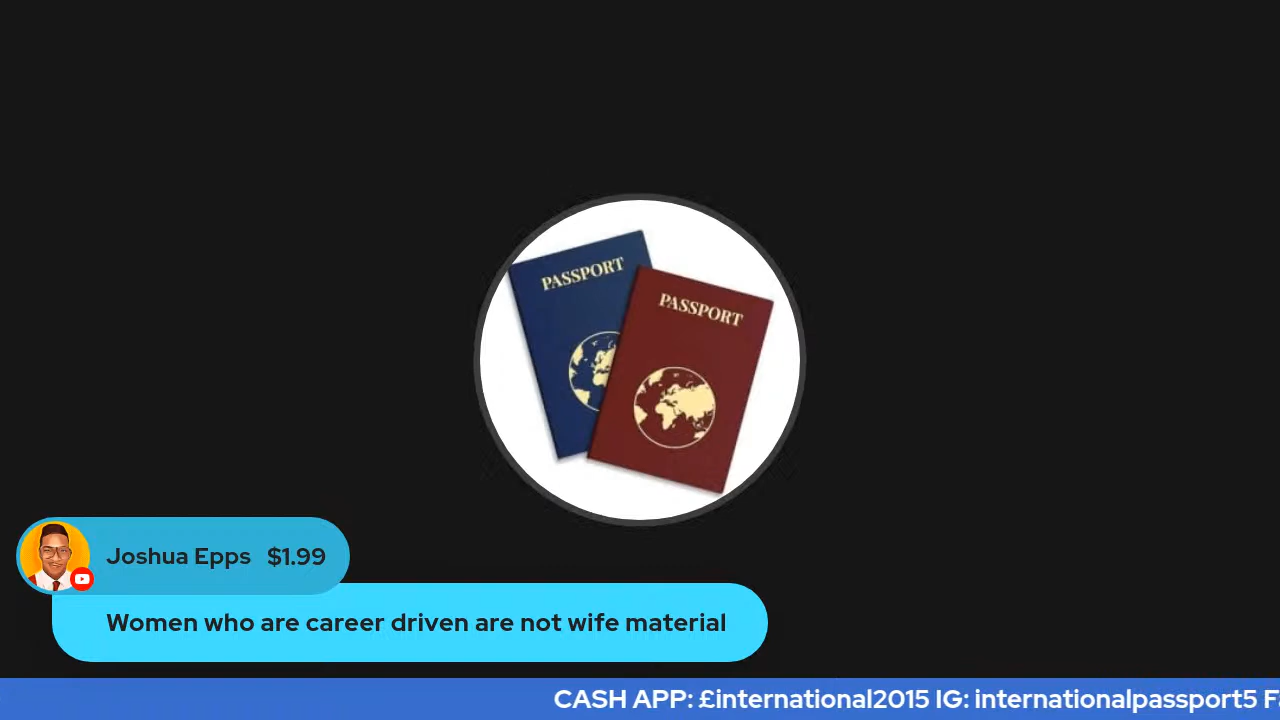 PASSPORT
PASSPORT
Joshua Epps $1.99
Women who are career driven are not wife material
CASH APP: £international2015 IG: internationalpassport5